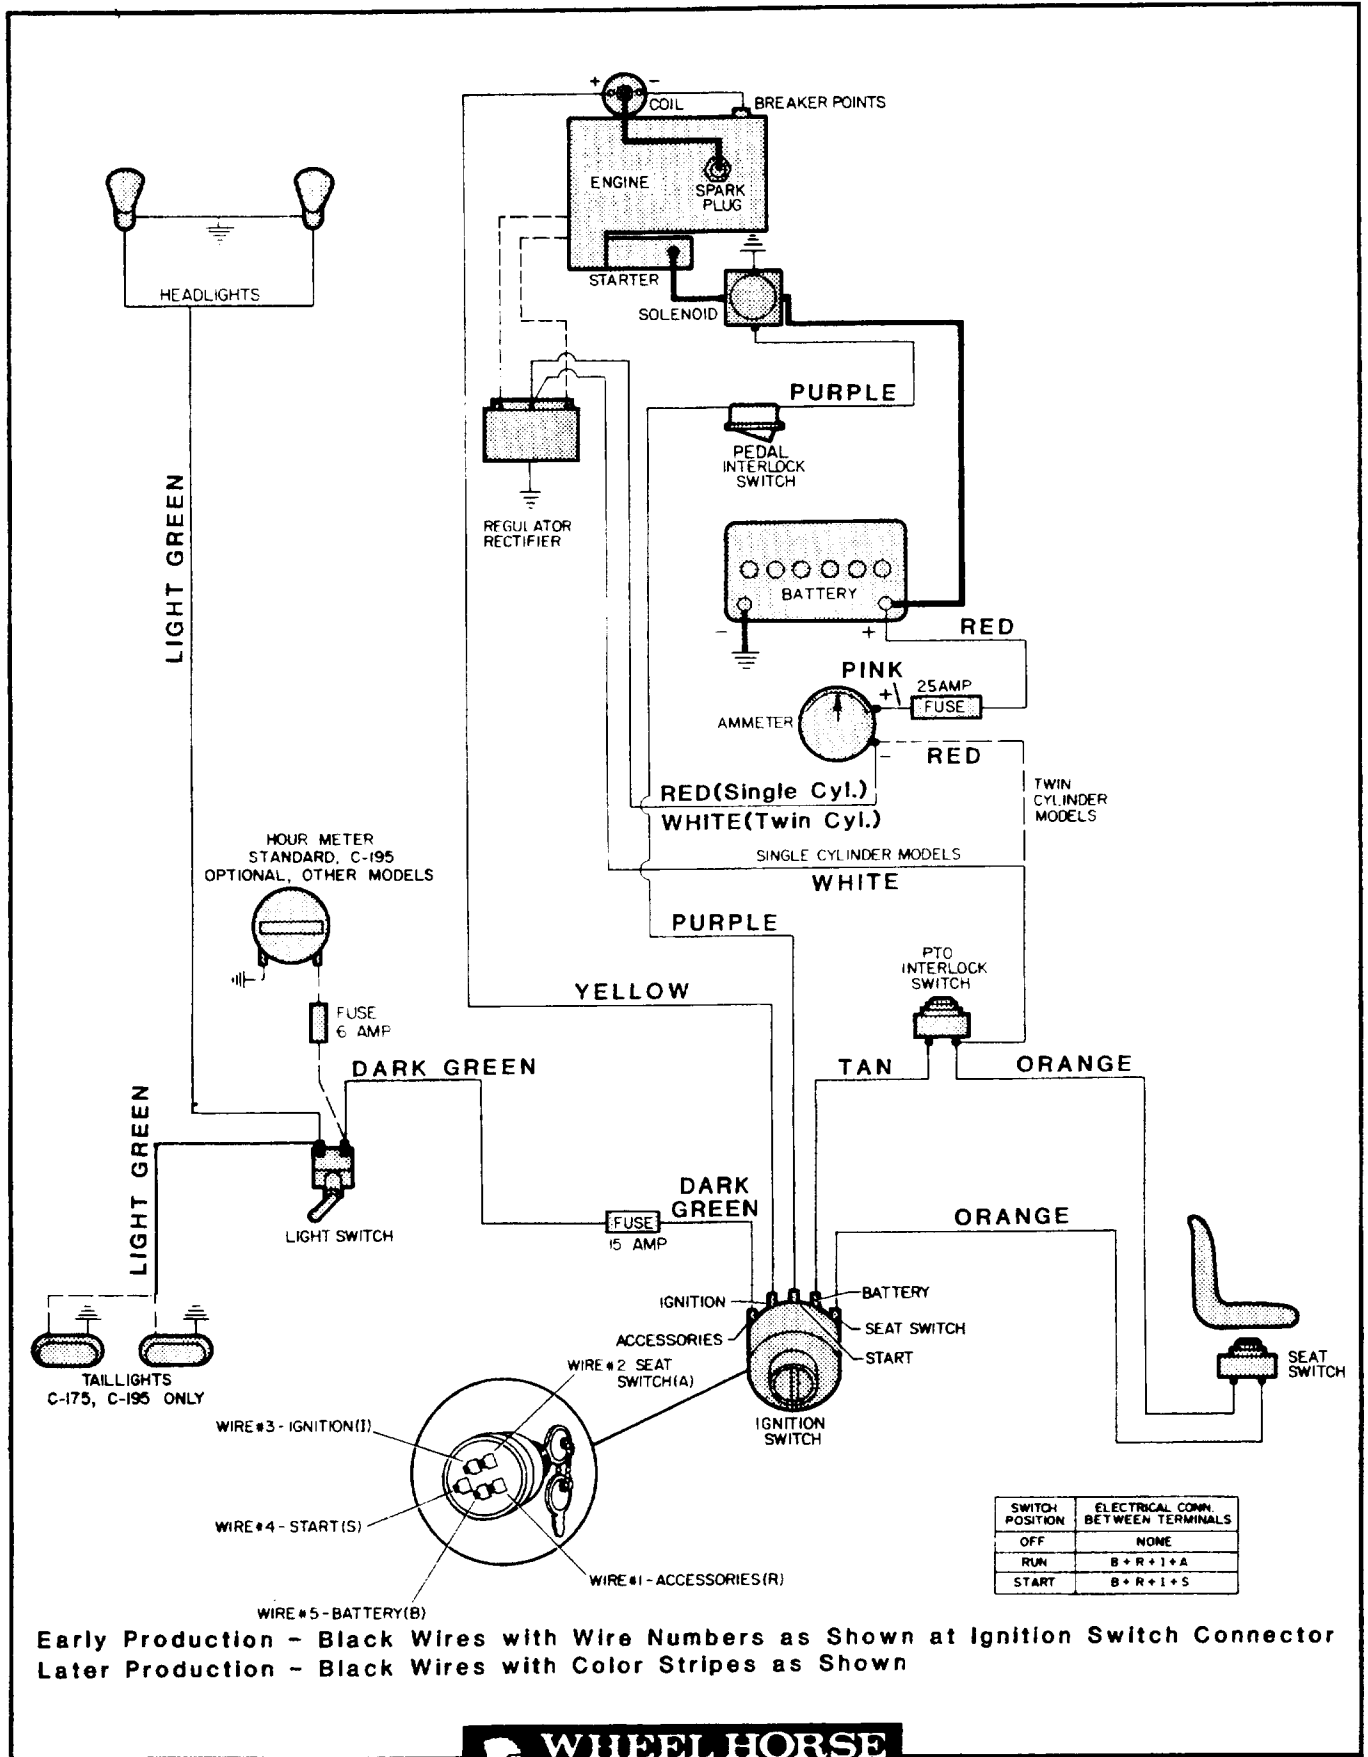 + -
COIL
BREAKER POINTS
ENGINE
SPARK
PLUG
STARTER
SOLENOID
HEADLIGHTS
PURPLE
PEDAL
INTERLOCK
SWITCH
REGULATOR
RECTIFIER
LIGHT GREEN
BATTERY
- +
RED
PINK
+
25AMP
FUSE
AMMETER
-
RED
RED(Single Cyl.)
WHITE(Twin Cyl.)
TWIN
CYLINDER
MODELS
SINGLE CYLINDER MODELS
WHITE
HOUR METER
STANDARD, C-195
OPTIONAL, OTHER MODELS
PURPLE
PTO
INTERLOCK
SWITCH
YELLOW
FUSE
6 AMP
DARK GREEN
TAN
ORANGE
LIGHT GREEN
DARK
GREEN
FUSE
15 AMP
ORANGE
LIGHT SWITCH
IGNITION
BATTERY
ACCESSORIES
SEAT SWITCH
START
SEAT
SWITCH
TAILLIGHTS
C-175, C-195 ONLY
WIRE#2 SEAT
SWITCH(A)
IGNITION
SWITCH
WIRE#3-IGNITION(I)
WIRE#4-START(S)
WIRE#1-ACCESSORIES(R)
WIRE#5-BATTERY(B)
SWITCH POSITION ELECTRICAL CONN. BETWEEN TERMINALS
OFF NONE
RUN B+R+I+A
START B+R+I+S
Early Production - Black Wires with Wire Numbers as Shown at Ignition Switch Connector
Later Production - Black Wires with Color Stripes as Shown
WHEEL HORSE